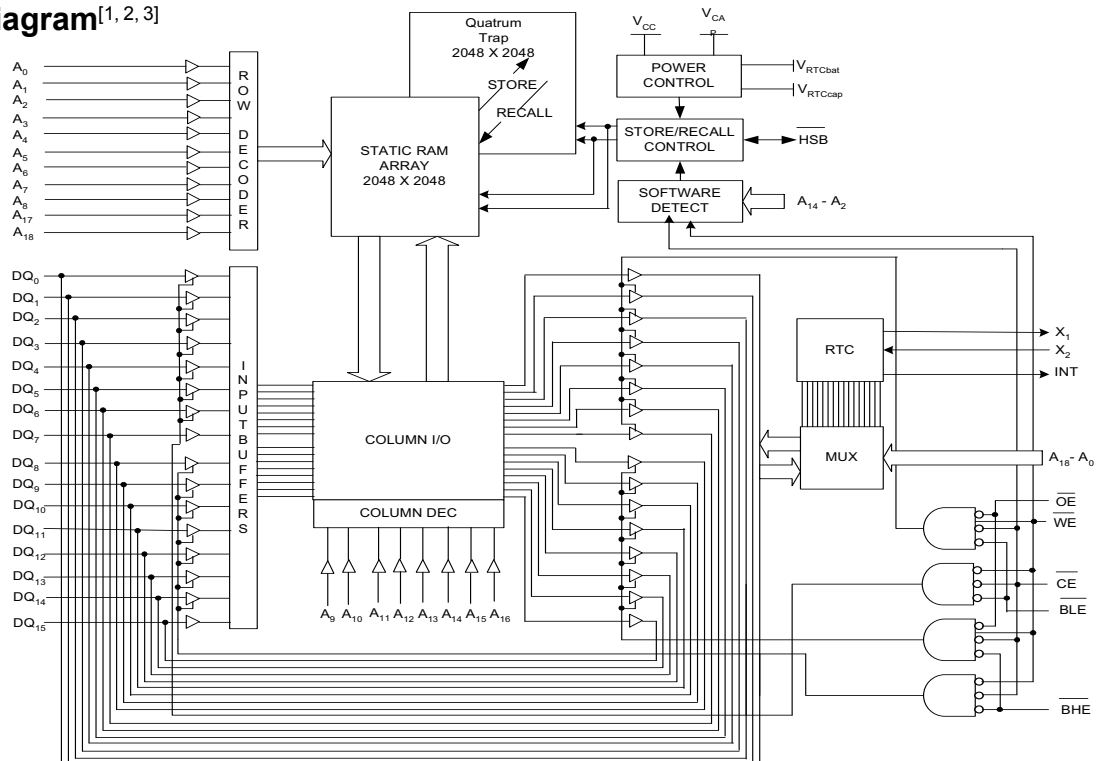 iagram[1, 2, 3]
Quatrum
Trap
2048 X 2048
STORE
RECALL
STATIC RAM
ARRAY
2048 X 2048
VCC
VCA
P
POWER
CONTROL
VRTCbat
VRTCcap
STORE/RECALL
CONTROL
HSB
SOFTWARE
DETECT
A14 - A2
A0
A1
A2
A3
A4
A5
A6
A7
A8
A17
A18
ROW DECODER
DQ0
DQ1
DQ2
DQ3
DQ4
DQ5
DQ6
DQ7
DQ8
DQ9
DQ10
DQ11
DQ12
DQ13
DQ14
DQ15
INPUTBUFFERS
COLUMN I/O
COLUMN DEC
A9 A10 A11 A12 A13 A14 A15 A16
RTC
X1
X2
INT
MUX
A18- A0
OE
WE
CE
BLE
BHE